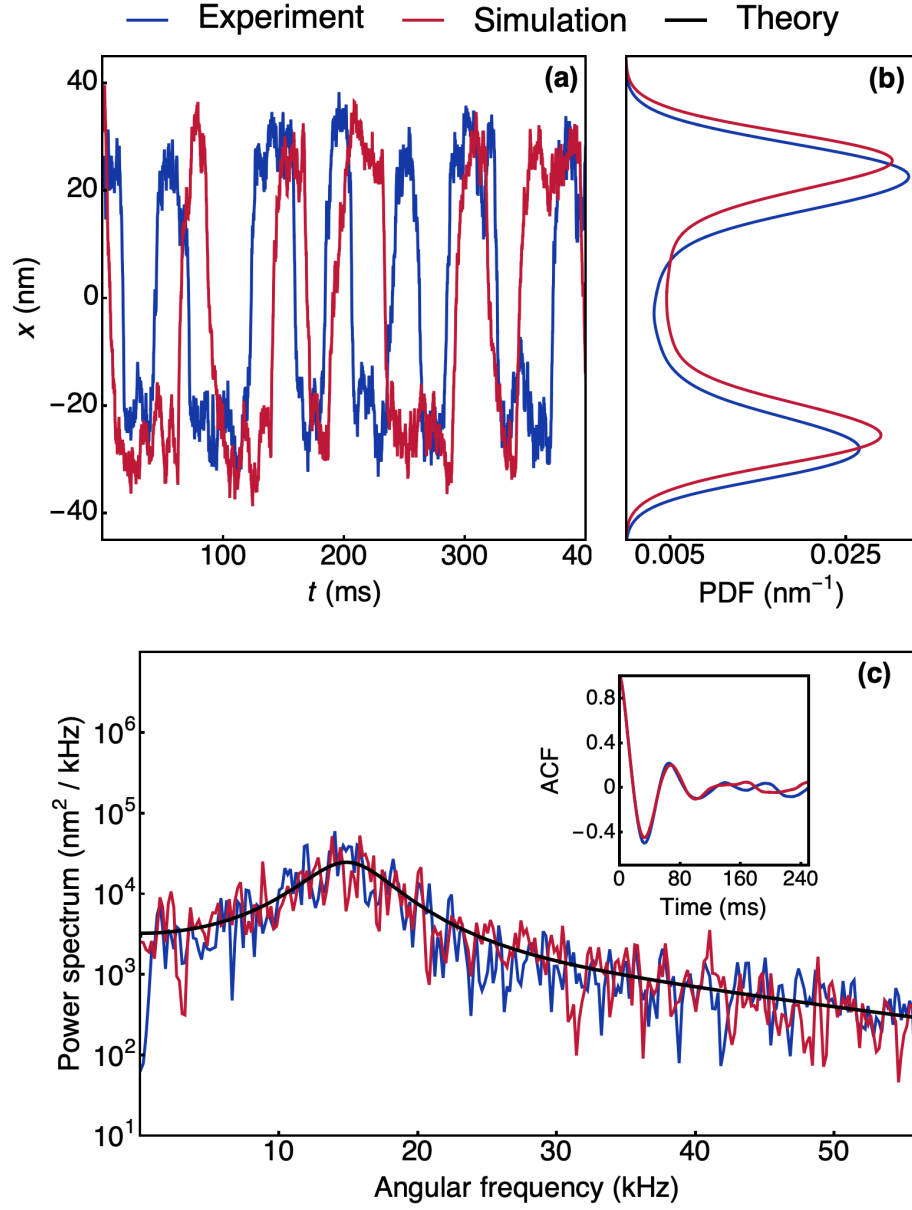 Experiment Simulation Theory
(a) (b)
40
20
0
−20
−40
x (nm)
100 200 300 40
t (ms)
0.005 0.025
PDF (nm⁻¹)
(c)
10⁶
10⁵
10⁴
10³
10²
10¹
Power spectrum (nm² / kHz)
10 20 30 40 50
Angular frequency (kHz)
0.8
0.4
0
−0.4
ACF
0 80 160 240
Time (ms)